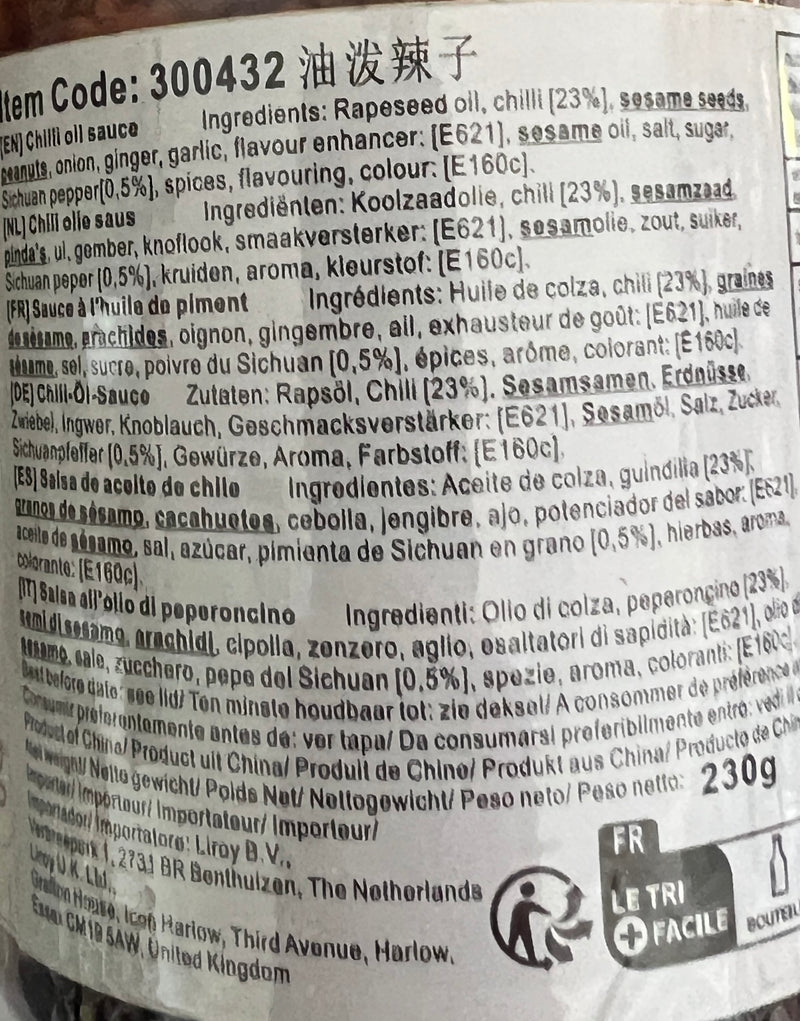 Item Code: 300432 油泼辣子
[EN] Chilli oil sauce Ingredients: Rapeseed oil, chilli [23%], sesame seeds,
peanuts, onion, ginger, garlic, flavour enhancer: [E621], sesame oil, salt, sugar,
Sichuan pepper[0,5%], spices, flavouring, colour: [E160c].
[NL] Chili olie saus Ingrediënten: Koolzaadolie, chili [23%], sesamzaad,
pinda's, ui, gember, knoflook, smaakversterker: [E621], sesamolie, zout, suiker,
Sichuan peper [0,5%], kruiden, aroma, kleurstof: [E160c].
[FR] Sauce à l'huile de piment Ingrédients: Huile de colza, chili [23%], graines
de sésame, arachides, oignon, gingembre, ail, exhausteur de goût: [E621], huile de
sésame, sel, sucre, poivre du Sichuan [0,5%], épices, arôme, colorant: [E160c].
[DE] Chili-Öl-Sauce Zutaten: Rapsöl, Chili [23%], Sesamsamen, Erdnüsse,
Zwiebel, Ingwer, Knoblauch, Geschmacksverstärker: [E621], Sesamöl, Salz, Zucker,
Sichuanpfeffer [0,5%], Gewürze, Aroma, Farbstoff: [E160c].
[ES] Salsa de aceite de chile Ingredientes: Aceite de colza, guindilla [23%],
granos de sésamo, cacahuetes, cebolla, jengibre, ajo, potenciador del sabor: [E621],
aceite de sésamo, sal, azúcar, pimienta de Sichuan en grano [0,5%], hierbas, aroma,
colorante: [E160c].
[IT] Salsa all'olio di peperoncino Ingredienti: Olio di colza, peperoncino [23%],
semi di sesamo, arachidi, cipolla, zenzero, aglio, esaltatori di sapidità: [E621], olio
sesamo, sale, zucchero, pepe del Sichuan [0,5%], spezie, aroma, coloranti: [E160c].
Best before date: see lid/ Ten minste houdbaar tot: zie deksel/ A consommer de préférence
Consumir preferentemente antes de: ver tapa/ Da consumarsi preferibilmente entro: vedi il
Product of China/ Product uit China/ Produit de Chine/ Produkt aus China/ Producto de
Net weight/ Netto gewicht/ Poids Net/ Nettogewicht/ Peso neto/ Peso netto: 230g
Importer/ Importeur/ Importateur/ Importeur/
Importador/ Importatore: Liroy B.V.,
1, 2731 BR Benthuizen, The Netherlands
Liroy U.K. Ltd.,
Grafton House, Harlow, Third Avenue, Harlow,
Essex CM19 5AW, United Kingdom
FR
LE TRI
+ FACILE